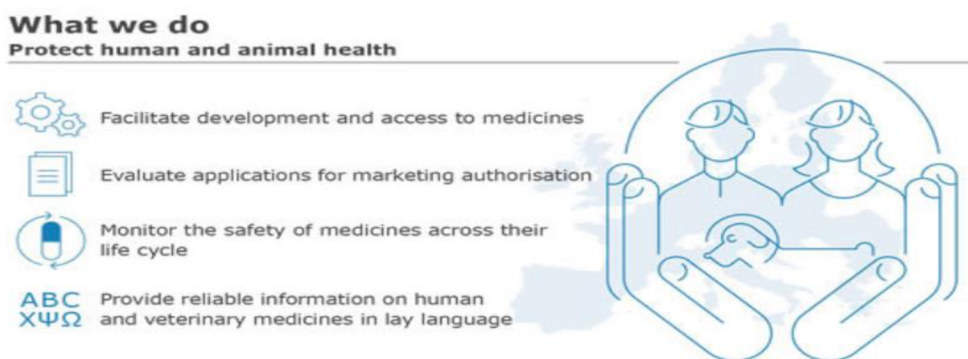 What we do
Protect human and animal health
Facilitate development and access to medicines
Evaluate applications for marketing authorisation
Monitor the safety of medicines across their
life cycle
ABC
ΧΨΩ
Provide reliable information on human
and veterinary medicines in lay language